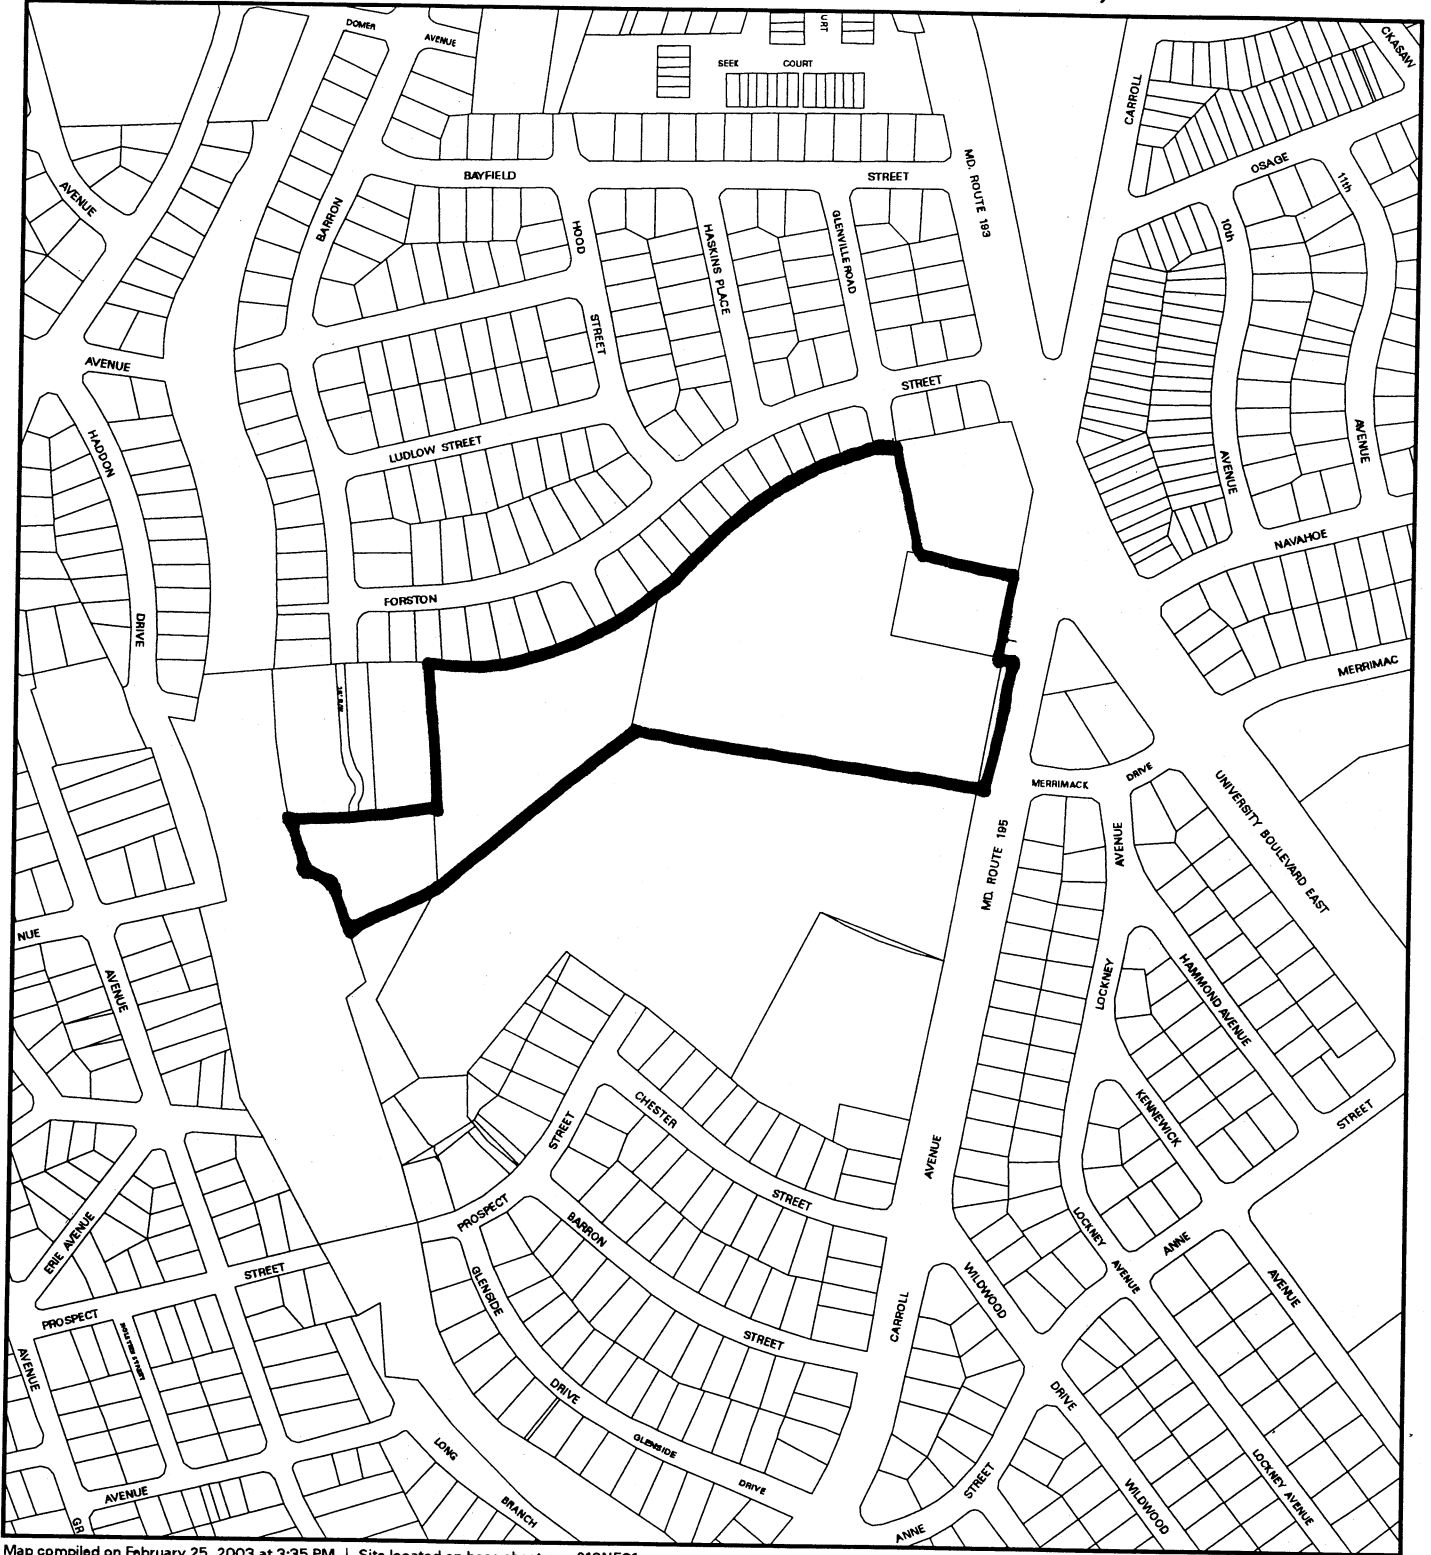 DOMER
AVENUE
URT
SEEK COURT
CARROLL
CKASAW
AVENUE
BARRON
BAYFIELD STREET
MD. ROUTE 193
OSAGE
11th
10th
HOOD
STREET
HASKINS PLACE
GLENVILLE ROAD
AVENUE
STREET
HADDON
DRIVE
LUDLOW STREET
AVENUE
AVENUE
NAVAHOE
FORSTON
MERRIMAC
MERRIMACK DRIVE
UNIVERSITY BOULEVARD EAST
MD. ROUTE 195
AVENUE
LOCKNEY
NUE
AVENUE
HAMMOND AVENUE
KENNEWICK
STREET
CHESTER
STREET
STREET
AVENUE
PROSPECT
BARRON
STREET
ERIE AVENUE
STREET
PROSPECT
GLENSIDE
DRIVE
GLENSIDE
DRIVE
CARROLL
WILDWOOD
LOCKNEY
AVENUE
ANNE
AVENUE
AVENUE
DRIVE
WILDWOOD
LOCKNEY AVENUE
LONG
BRANCH
AVENUE
GR
STREET
ANNE
Map compiled on February 25, 2003 at 3:35 PM | Site located on base sheet no -